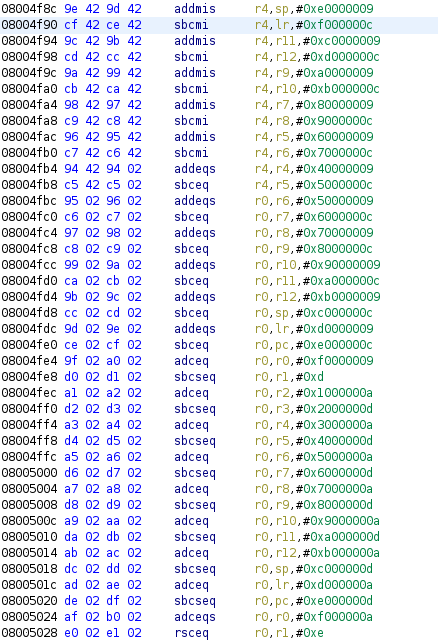 08004f8c 9e 42 9d 42 addmis r4,sp,#0xe0000009
08004f90 cf 42 ce 42 sbcmi r4,lr,#0xf000000c
08004f94 9c 42 9b 42 addmis r4,r11,#0xc0000009
08004f98 cd 42 cc 42 sbcmi r4,r12,#0xd000000c
08004f9c 9a 42 99 42 addmis r4,r9,#0xa0000009
08004fa0 cb 42 ca 42 sbcmi r4,r10,#0xb000000c
08004fa4 98 42 97 42 addmis r4,r7,#0x80000009
08004fa8 c9 42 c8 42 sbcmi r4,r8,#0x9000000c
08004fac 96 42 95 42 addmis r4,r5,#0x60000009
08004fb0 c7 42 c6 42 sbcmi r4,r6,#0x7000000c
08004fb4 94 42 94 02 addeqs r4,r4,#0x40000009
08004fb8 c5 42 c5 02 sbceq r4,r5,#0x5000000c
08004fbc 95 02 96 02 addeqs r0,r6,#0x50000009
08004fc0 c6 02 c7 02 sbceq r0,r7,#0x6000000c
08004fc4 97 02 98 02 addeqs r0,r8,#0x70000009
08004fc8 c8 02 c9 02 sbceq r0,r9,#0x8000000c
08004fcc 99 02 9a 02 addeqs r0,r10,#0x90000009
08004fd0 ca 02 cb 02 sbceq r0,r11,#0xa000000c
08004fd4 9b 02 9c 02 addeqs r0,r12,#0xb0000009
08004fd8 cc 02 cd 02 sbceq r0,sp,#0xc000000c
08004fdc 9d 02 9e 02 addeqs r0,lr,#0xd0000009
08004fe0 ce 02 cf 02 sbceq r0,pc,#0xe000000c
08004fe4 9f 02 a0 02 adceq r0,r0,#0xf0000009
08004fe8 d0 02 d1 02 sbcseq r0,r1,#0xd
08004fec a1 02 a2 02 adceq r0,r2,#0x1000000a
08004ff0 d2 02 d3 02 sbcseq r0,r3,#0x2000000d
08004ff4 a3 02 a4 02 adceq r0,r4,#0x3000000a
08004ff8 d4 02 d5 02 sbcseq r0,r5,#0x4000000d
08004ffc a5 02 a6 02 adceq r0,r6,#0x5000000a
08005000 d6 02 d7 02 sbcseq r0,r7,#0x6000000d
08005004 a7 02 a8 02 adceq r0,r8,#0x7000000a
08005008 d8 02 d9 02 sbcseq r0,r9,#0x8000000d
0800500c a9 02 aa 02 adceq r0,r10,#0x9000000a
08005010 da 02 db 02 sbcseq r0,r11,#0xa000000d
08005014 ab 02 ac 02 adceq r0,r12,#0xb000000a
08005018 dc 02 dd 02 sbcseq r0,sp,#0xc000000d
0800501c ad 02 ae 02 adceq r0,lr,#0xd000000a
08005020 de 02 df 02 sbcseq r0,pc,#0xe000000d
08005024 af 02 b0 02 adceqs r0,r0,#0xf000000a
08005028 e0 02 e1 02 rsceq r0,r1,#0xe